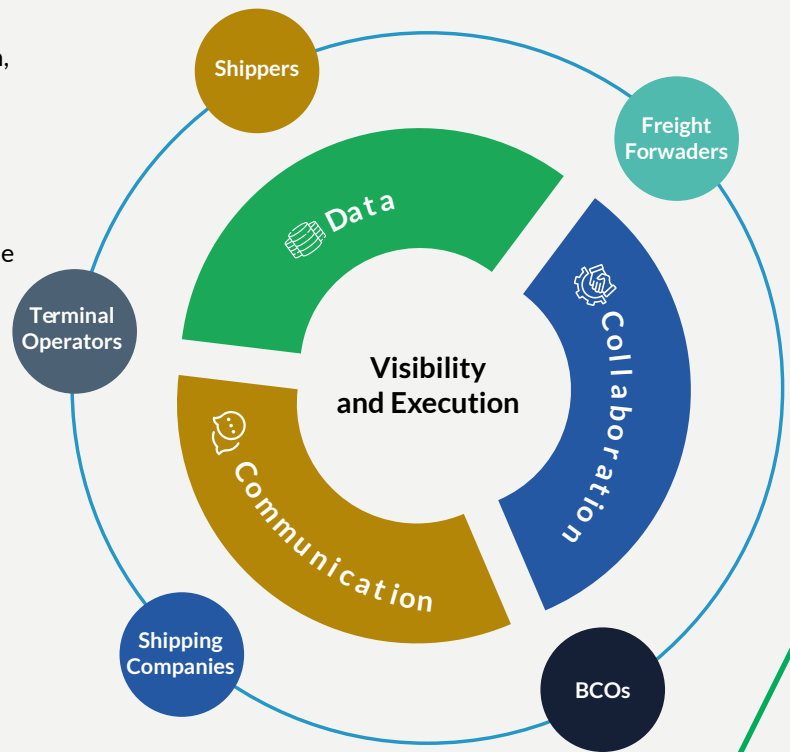 Shippers
Freight
Forwaders
Data
Collaboration
Terminal
Operators
Visibility
and Execution
Communication
Shipping
Companies
BCOs